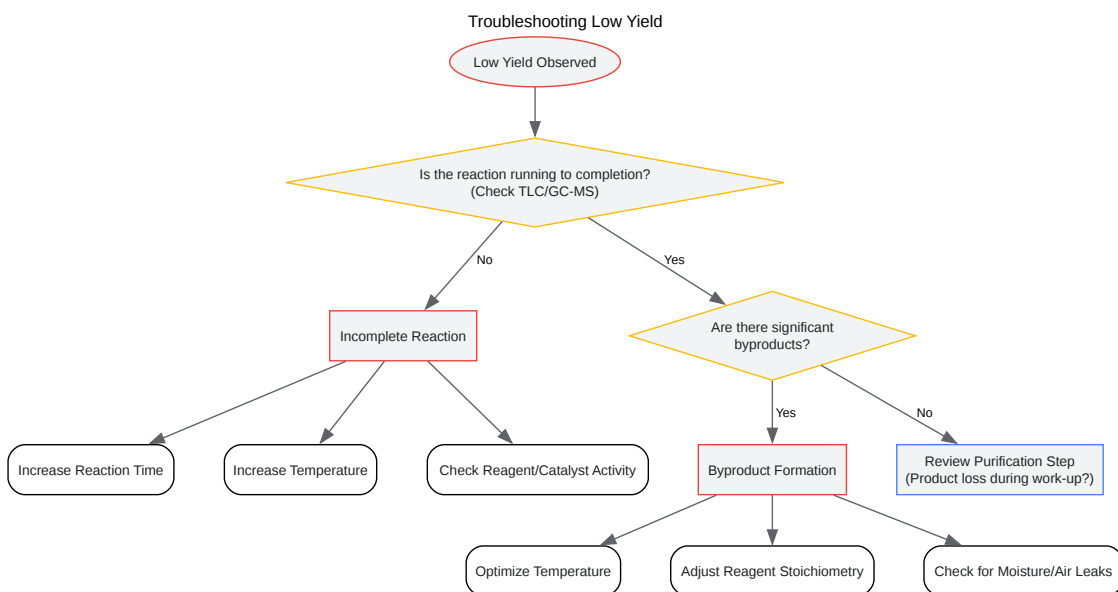 Troubleshooting Low Yield
Low Yield Observed
Is the reaction running to completion?
(Check TLC/GC-MS)
No
Yes
Incomplete Reaction
Are there significant
byproducts?
Yes
No
Increase Reaction Time
Increase Temperature
Check Reagent/Catalyst Activity
Byproduct Formation
Review Purification Step
(Product loss during work-up?)
Optimize Temperature
Adjust Reagent Stoichiometry
Check for Moisture/Air Leaks